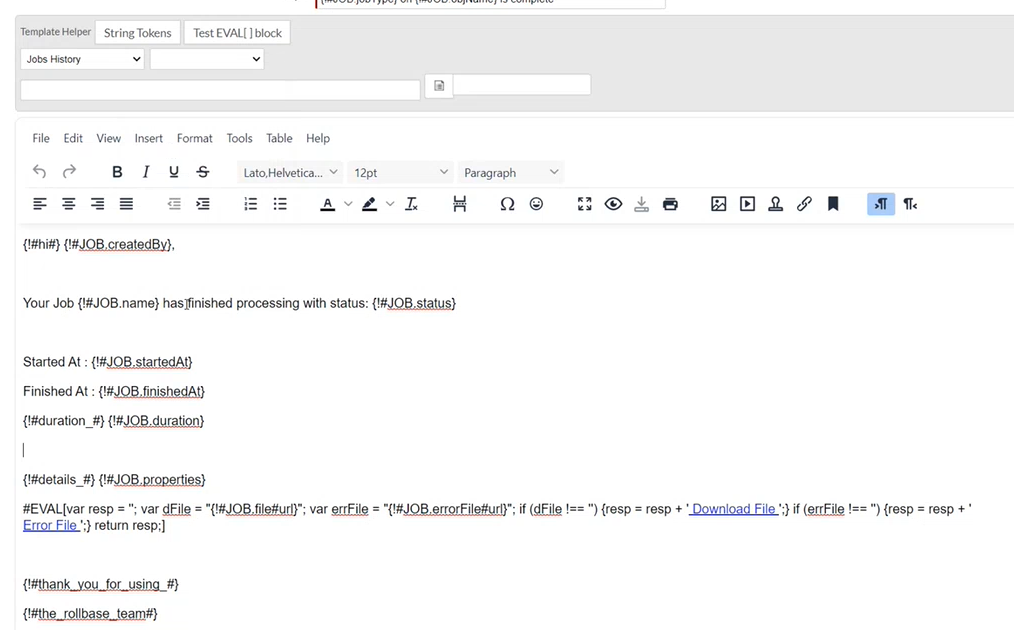 {!#JOB.jobType} on {!#JOB.objName} is complete
Template Helper String Tokens Test EVAL[ ] block
Jobs History
File Edit View Insert Format Tools Table Help
B I U S Lato,Helvetica... 12pt Paragraph
{!#hi#} {!#JOB.createdBy},
Your Job {!#JOB.name} has finished processing with status: {!#JOB.status}
Started At : {!#JOB.startedAt}
Finished At : {!#JOB.finishedAt}
{!#duration_#} {!#JOB.duration}
{!#details_#} {!#JOB.properties}
#EVAL[var resp = ''; var dFile = "{!#JOB.file#url}"; var errFile = "{!#JOB.errorFile#url}"; if (dFile !== '') {resp = resp + ' Download File ';} if (errFile !== '') {resp = resp + '
Error File ';} return resp;]
{!#thank_you_for_using_#}
{!#the_rollbase_team#}